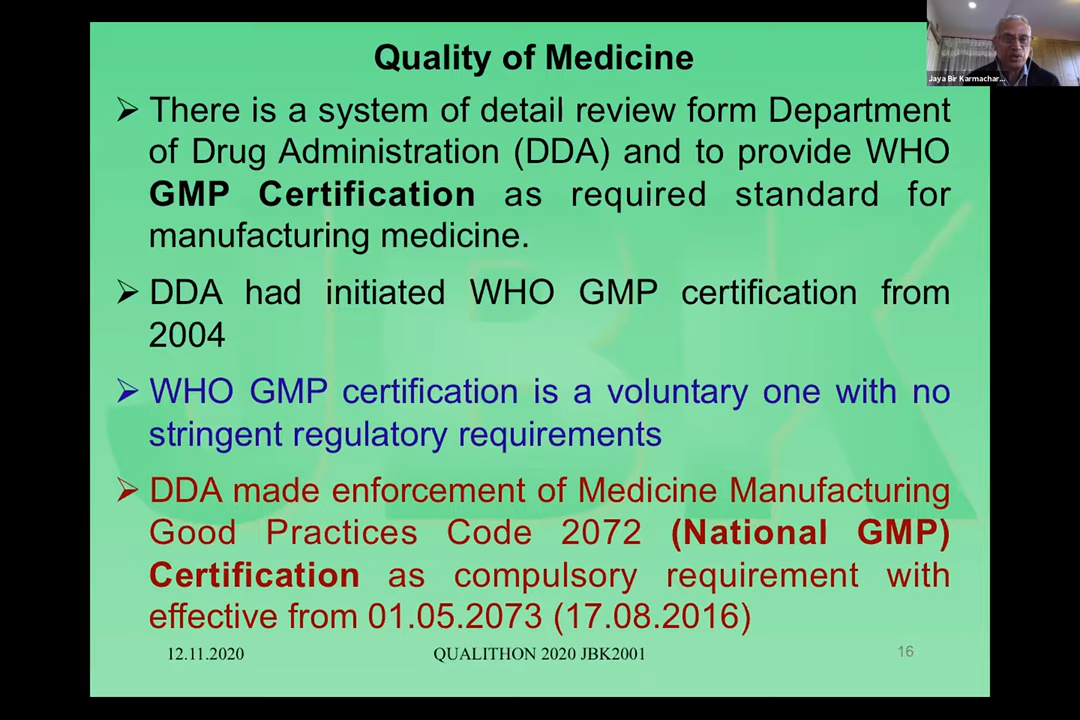 Quality of Medicine
➢ There is a system of detail review form Department
of Drug Administration (DDA) and to provide WHO
GMP Certification as required standard for
manufacturing medicine.
➢ DDA had initiated WHO GMP certification from
2004
➢ WHO GMP certification is a voluntary one with no
stringent regulatory requirements
➢ DDA made enforcement of Medicine Manufacturing
Good Practices Code 2072 (National GMP)
Certification as compulsory requirement with
effective from 01.05.2073 (17.08.2016)
12.11.2020 QUALITHON 2020 JBK2001 16
Jaya Bir Karmachar...
JBK